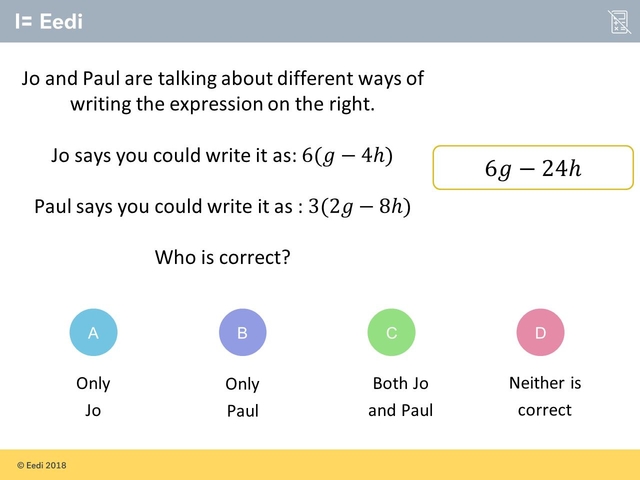 I= Eedi
Jo and Paul are talking about different ways of
writing the expression on the right.
Jo says you could write it as: 6(g − 4h)
6g − 24h
Paul says you could write it as : 3(2g − 8h)
Who is correct?
A
B
C
D
Only
Jo
Only
Paul
Both Jo
and Paul
Neither is
correct
© Eedi 2018